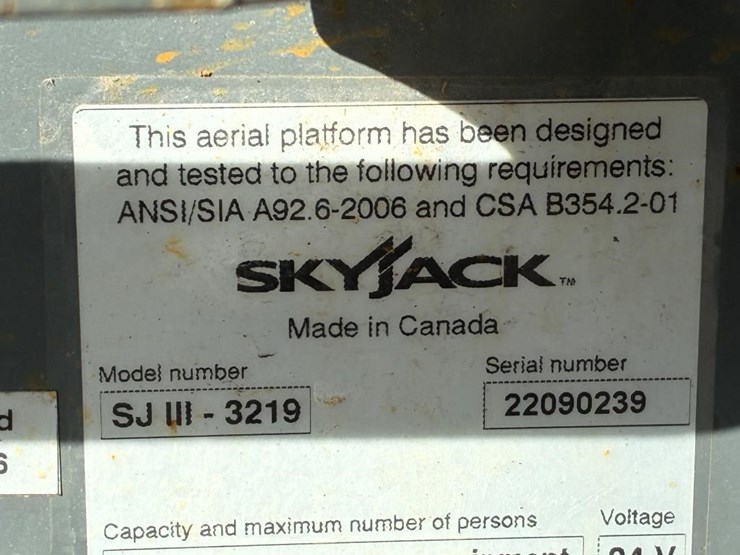 This aerial platform has been designed
and tested to the following requirements:
ANSI/SIA A92.6-2006 and CSA B354.2-01
SKYJACK™
Made in Canada
Model number
Serial number
SJ III - 3219
22090239
Capacity and maximum number of persons
Voltage
24 V